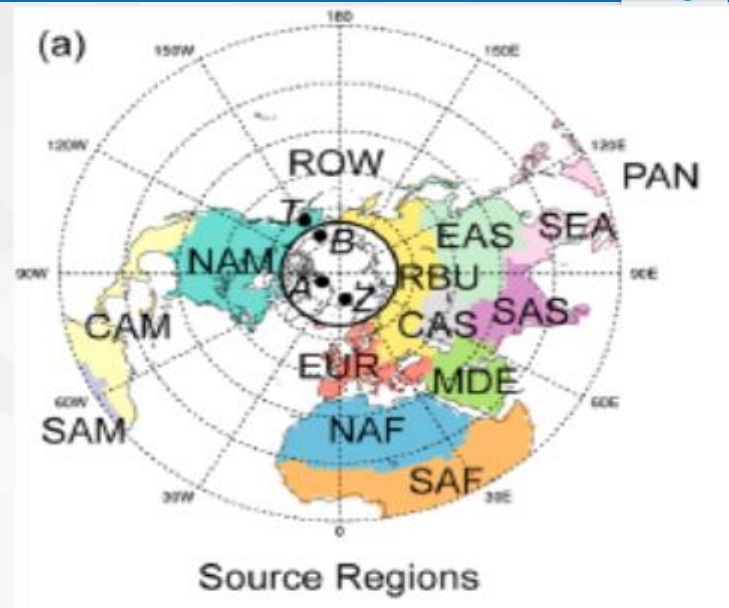 (a)
180
150W
150E
120W
120E
ROW
PAN
T
B
EAS
SEA
NAM
90W
A
Z
RBU
90E
CAS
SAS
CAM
EUR
MDE
60W
60E
SAM
NAF
SAF
30W
30E
0
Source Regions